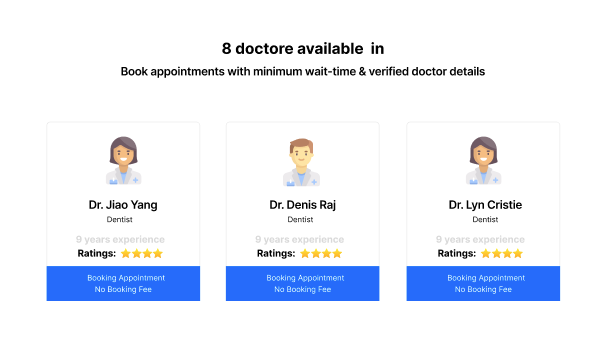 8 doctore available in
Book appointments with minimum wait-time & verified doctor details
Dr. Jiao Yang
Dentist
9 years experience
Ratings:
Booking Appointment
No Booking Fee
Dr. Denis Raj
Dentist
9 years experience
Ratings:
Booking Appointment
No Booking Fee
Dr. Lyn Cristie
Dentist
9 years experience
Ratings:
Booking Appointment
No Booking Fee